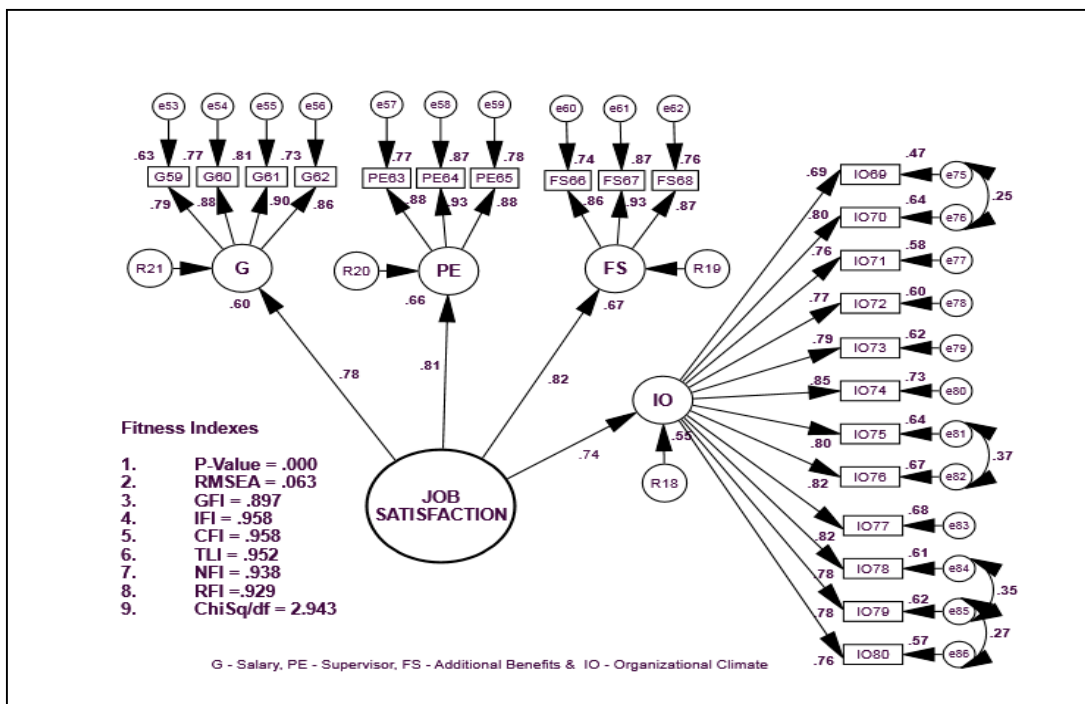 e53 e54 e55 e56 e57 e58 e59 e60 e61 e62
.63 .77 .81 .73 .77 .87 .78 .74 .87 .76
G59 G60 G61 G62 PE63 PE64 PE65 FS66 FS67 FS68
.79 .88 .90 .86 .88 .93 .88 .86 .93 .87
R21 G R20 PE FS R19
.60 .66 .67
.78 .81 .82 .74
JOB
SATISFACTION
IO
.55
R18
.69 IO69 .47 e75
.25
.80 IO70 .64 e76
.76 IO71 .58 e77
.77 IO72 .60 e78
.79 IO73 .62 e79
.85 IO74 .73 e80
.80 IO75 .64 e81
.37
.82 IO76 .67 e82
.82 IO77 .68 e83
.78 IO78 .61 e84
.35
.78 IO79 .62 e85
.27
.76 IO80 .57 e86
Fitness Indexes
1. P-Value = .000
2. RMSEA = .063
3. GFI = .897
4. IFI = .958
5. CFI = .958
6. TLI = .952
7. NFI = .938
8. RFI =.929
9. ChiSq/df = 2.943
G - Salary, PE - Supervisor, FS - Additional Benefits & IO - Organizational Climate